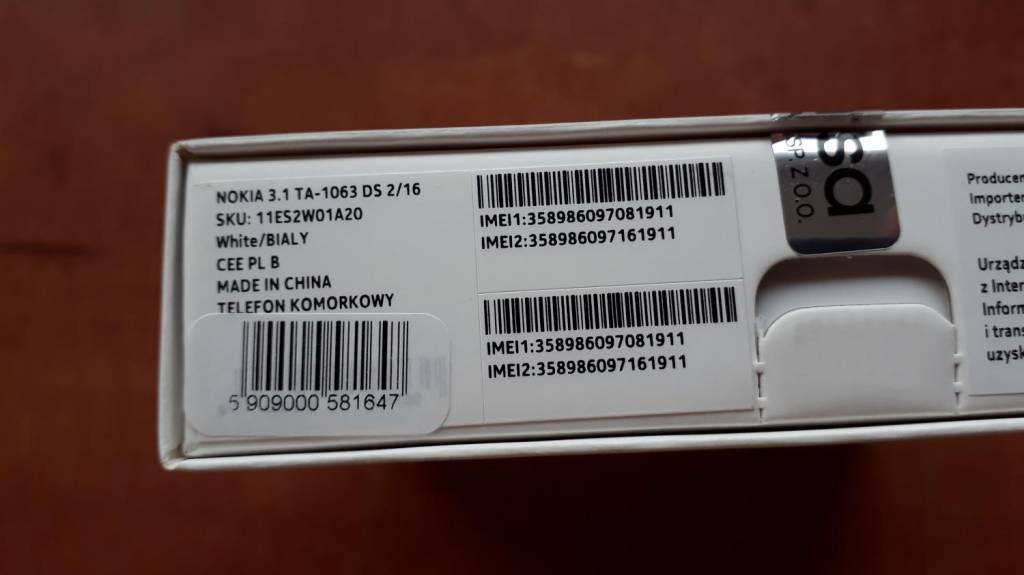 NOKIA 3.1 TA-1063 DS 2/16
SKU: 11ES2W01A20
White/BIALY
CEE PL B
MADE IN CHINA
TELEFON KOMORKOWY
5 909000 581647
IMEI1:358986097081911
IMEI2:358986097161911
IMEI1:358986097081911
IMEI2:358986097161911
sa
SP. Z O.O.
Producen
Importer
Dystryb
Urządz
z Inter
Inform
i trans
uzysk